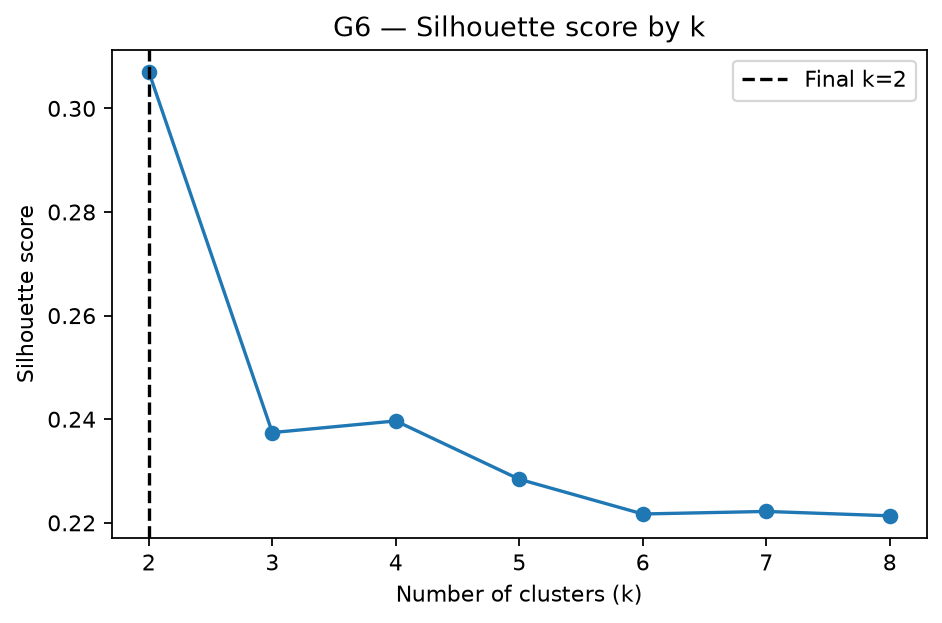 G6 — Silhouette score by k
Final k=2
Silhouette score
0.30
0.28
0.26
0.24
0.22
2 3 4 5 6 7 8
Number of clusters (k)